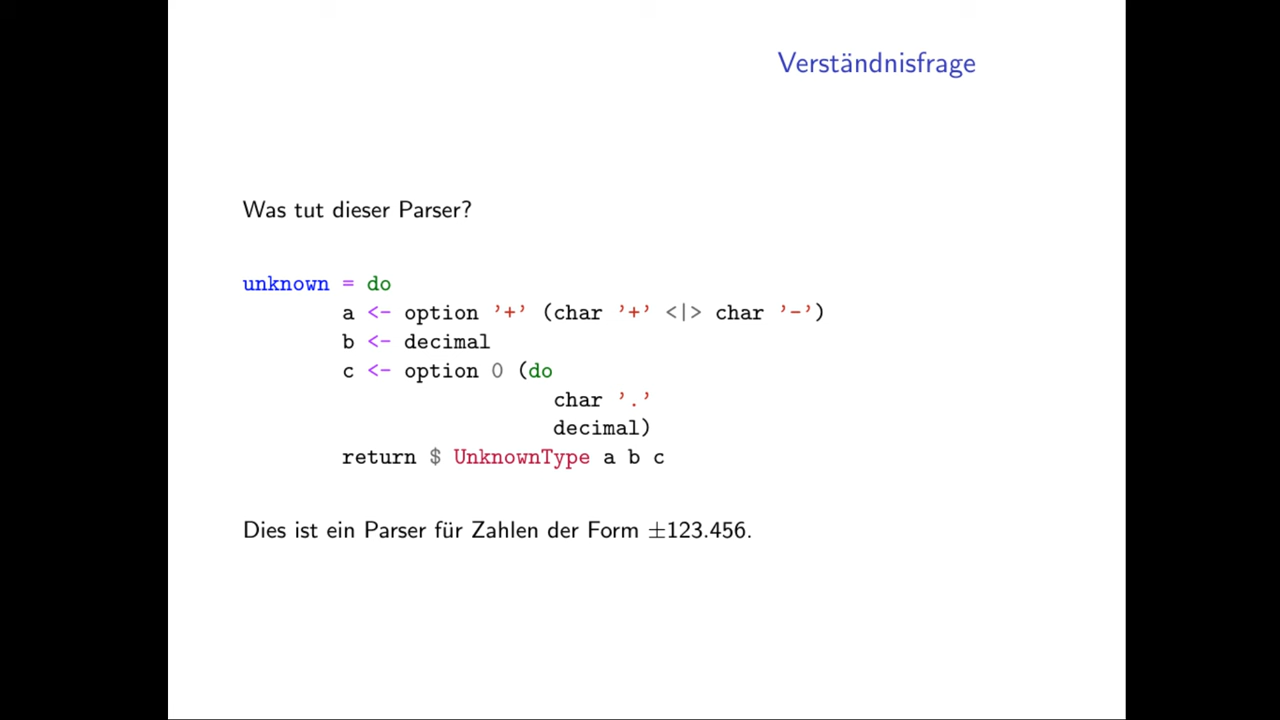 Verständnisfrage
Was tut dieser Parser?
unknown = do
a <- option '+' (char '+' <|> char '-')
b <- decimal
c <- option 0 (do
char '.'
decimal)
return $ UnknownType a b c
Dies ist ein Parser für Zahlen der Form ±123.456.